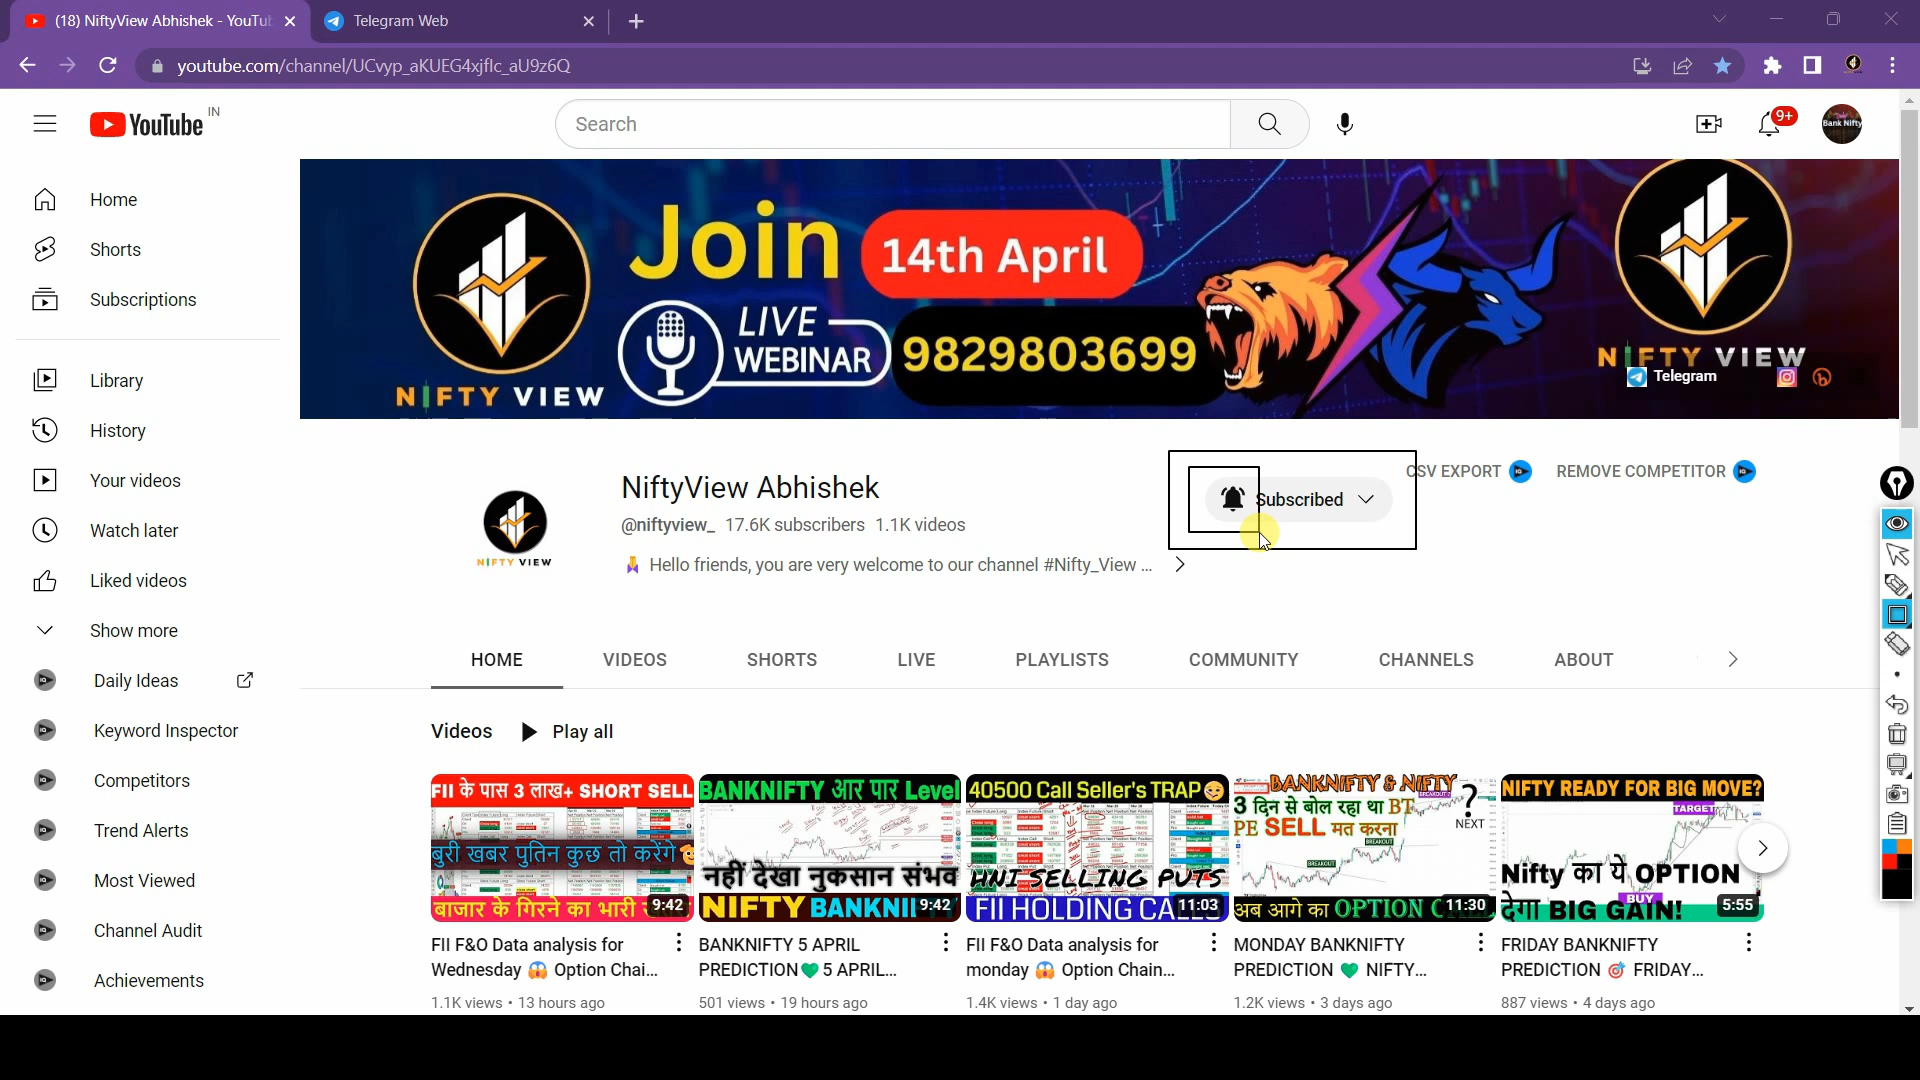 (18) NiftyView Abhishek - YouTu
Telegram Web
youtube.com/channel/UCvyp_aKUEG4xjflc_aU9z6Q
YouTube IN
Search
9+
Bank Nifty
Home
Shorts
Subscriptions
Library
History
Your videos
Watch later
Liked videos
Show more
Daily Ideas
Keyword Inspector
Competitors
Trend Alerts
Most Viewed
Channel Audit
Achievements
Join 14th April
LIVE WEBINAR 9829803699
NIFTY VIEW
NIFTY VIEW
Telegram
NiftyView Abhishek
@niftyview_ 17.6K subscribers 1.1K videos
Hello friends, you are very welcome to our channel #Nifty_View ...
NIFTY VIEW
Subscribed
CSV EXPORT
REMOVE COMPETITOR
HOME VIDEOS SHORTS LIVE PLAYLISTS COMMUNITY CHANNELS ABOUT
Videos Play all
FII के पास 3 लाख+ SHORT SELL
बुरी खबर पुतिन कुछ तो करेंगे
बाजार के गिरने का भारी
9:42
BANKNIFTY आर पार Level
नहीं देखा नुकसान संभव
NIFTY BANKNI
9:42
40500 Call Seller's TRAP
HNI SELLING PUTS
FII HOLDING CA
11:03
BANKNIFTY & NIFTY
3 दिन से बोल रहा था BT
PE SELL मत करना
BREAKOUT
BREAKOUT
? NEXT
अब आगे का OPTION C
11:30
NIFTY READY FOR BIG MOVE?
TARGET
Nifty का ये OPTION
BUY
देगा BIG GAIN!
5:55
FII F&O Data analysis for
Wednesday 😱 Option Chai...
1.1K views • 13 hours ago
BANKNIFTY 5 APRIL
PREDICTION💚5 APRIL...
501 views • 19 hours ago
FII F&O Data analysis for
monday 😱 Option Chain...
1.4K views • 1 day ago
MONDAY BANKNIFTY
PREDICTION 💚 NIFTY...
1.2K views • 3 days ago
FRIDAY BANKNIFTY
PREDICTION 🎯 FRIDAY...
887 views • 4 days ago